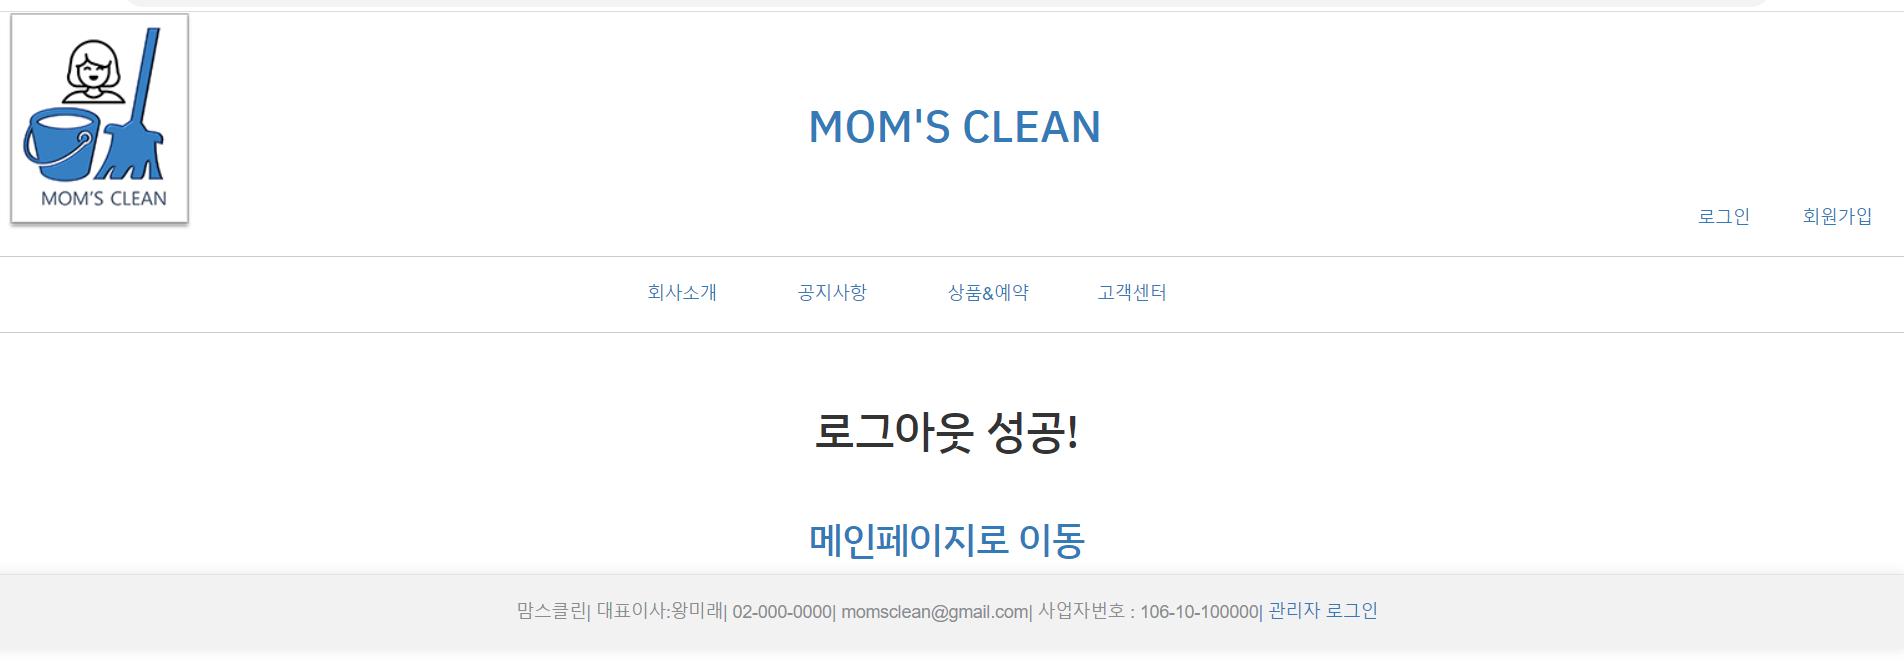 MOM'S CLEAN
MOM'S CLEAN
로그인 회원가입
회사소개 공지사항 상품&예약 고객센터
로그아웃 성공!
메인페이지로 이동
맘스클린| 대표이사:왕미래| 02-000-0000| momsclean@gmail.com| 사업자번호 : 106-10-100000| 관리자 로그인